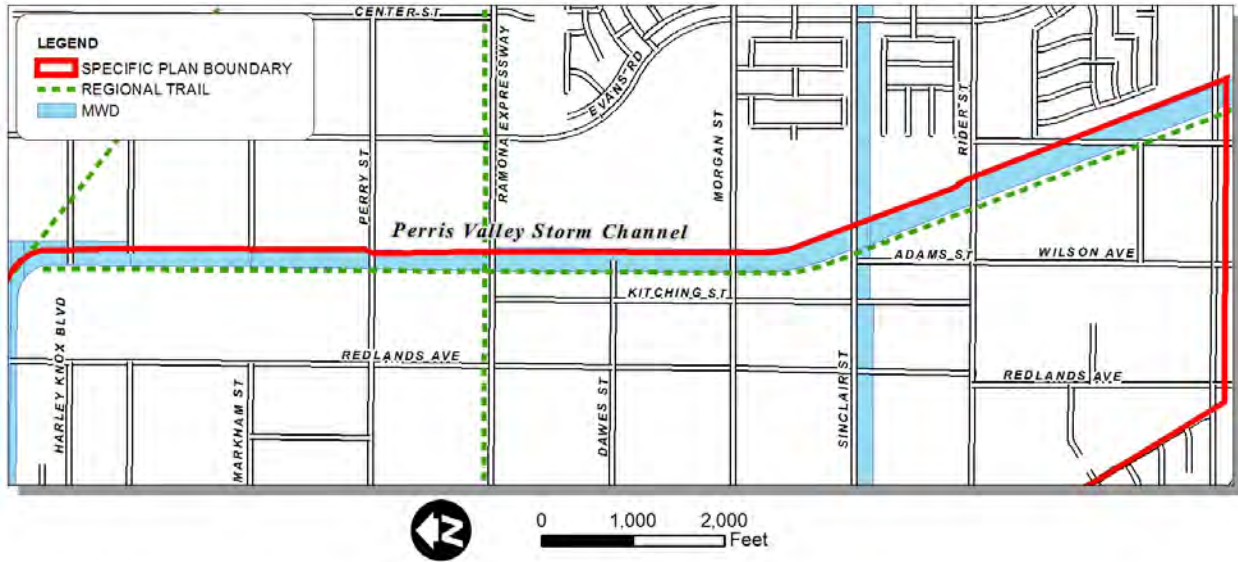 CENTER ST
LEGEND
SPECIFIC PLAN BOUNDARY
REGIONAL TRAIL
MWD
RAMONA EXPRESSWAY
EVANS RD
PERRY ST
MORGAN ST
RIDER ST
Perris Valley Storm Channel
ADAMS ST
WILSON AVE
KITCHING ST
HARLEY KNOX BLVD
REDLANDS AVE
MARKHAM ST
DAWES ST
SINCLAIR ST
REDLANDS AVE
N
0 1,000 2,000
Feet